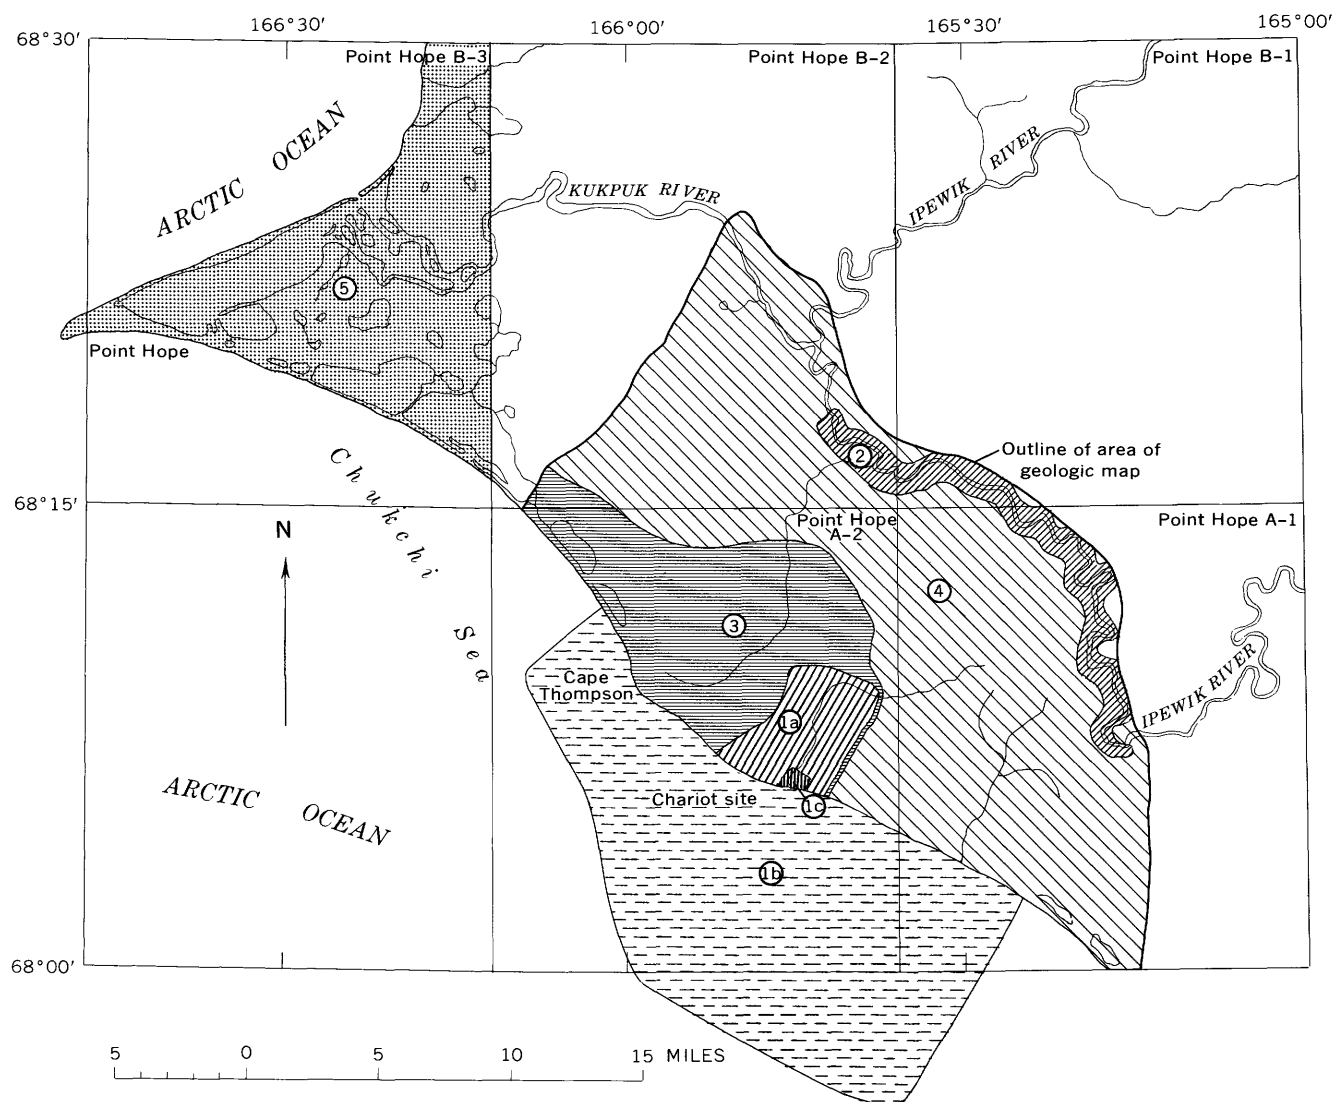 166°30′
166°00′
165°30′
165°00′
68°30′
Point Hope B–3
Point Hope B–2
Point Hope B–1
ARCTIC OCEAN
KUKPUK RIVER
IPEWIK RIVER
5
Point Hope
2
Outline of area of
geologic map
Chukchi Sea
68°15′
N
Point Hope
A–2
Point Hope A–1
4
3
Cape
Thompson
1a
IPEWIK RIVER
ARCTIC OCEAN
Chariot site
1c
1b
68°00′
5 0 5 10 15 MILES